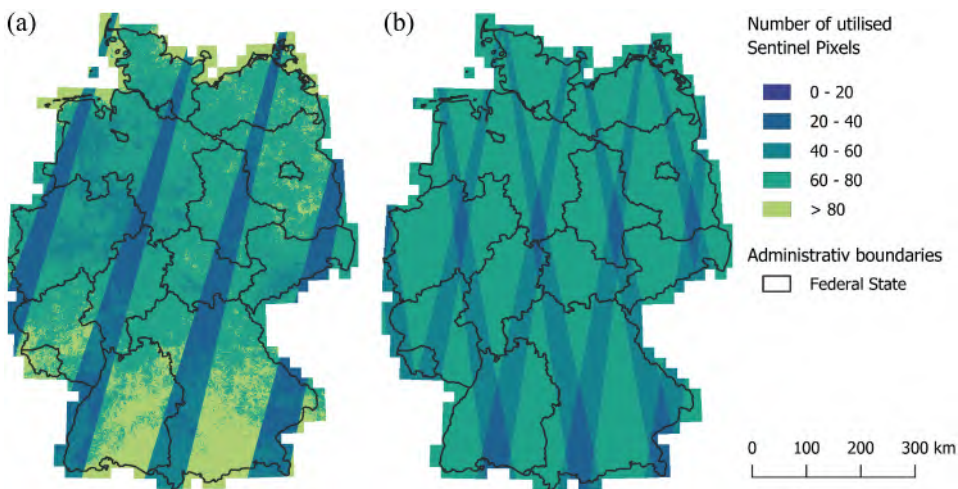 (a)
(b)
Number of utilised
Sentinel Pixels
0 - 20
20 - 40
40 - 60
60 - 80
> 80
Administrativ boundaries
Federal State
0 100 200 300 km